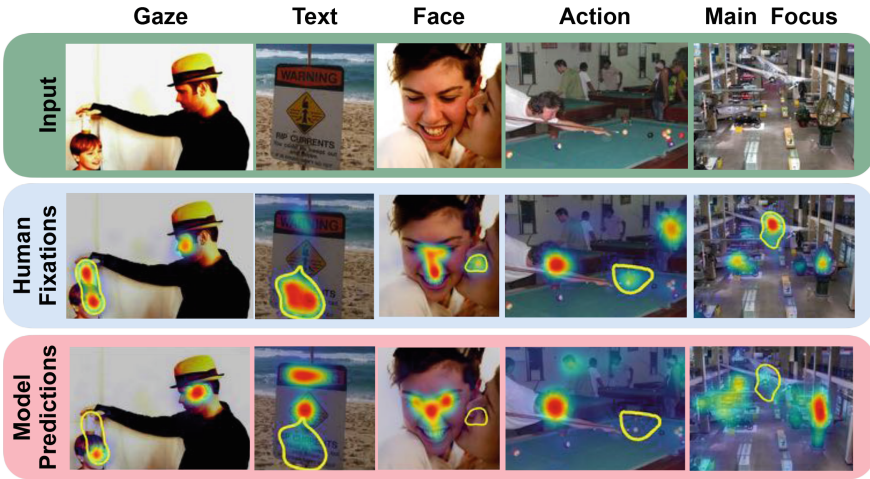 Gaze Text Face Action Main Focus
Input
WARNING
RIP CURRENTS
Human
Fixations
Model
Predictions